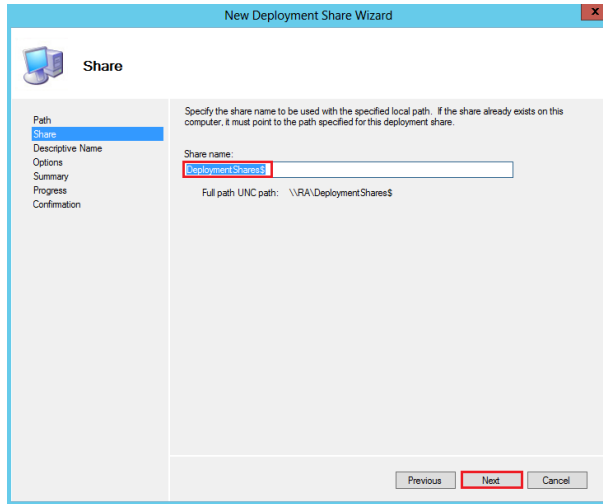 New Deployment Share Wizard
x
Share
Path
Share
Descriptive Name
Options
Summary
Progress
Confirmation
Specify the share name to be used with the specified local path. If the share already exists on this
computer, it must point to the path specified for this deployment share.
Share name:
DeploymentShares$
Full path UNC path: \\RA\DeploymentShares$
Previous Next Cancel